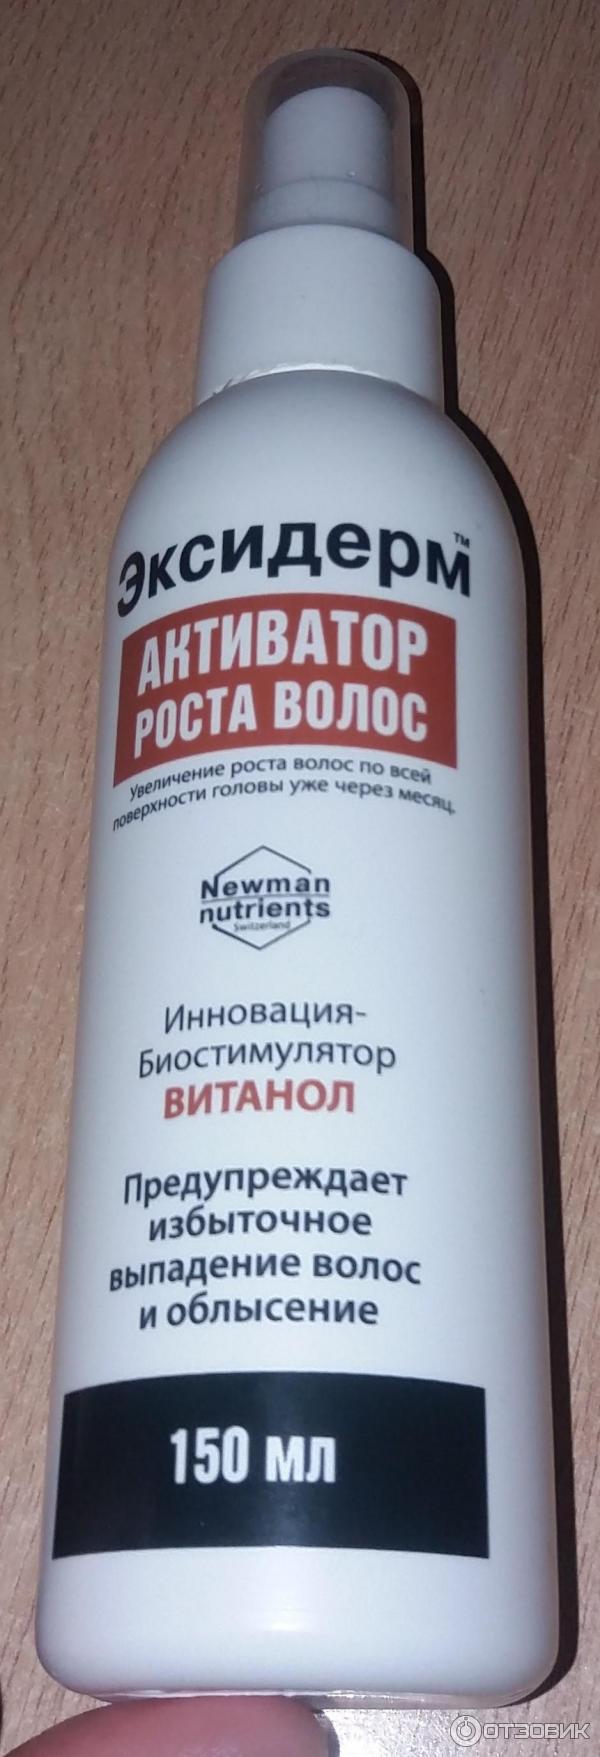 Эксидерм™
АКТИВАТОР
РОСТА ВОЛОС
Увеличение роста волос по всей
поверхности головы уже через месяц.
Newman
nutrients
Switzerland
Инновация-
Биостимулятор
ВИТАНОЛ
Предупреждает
избыточное
выпадение волос
и облысение
150 мл
ОТЗОВИК